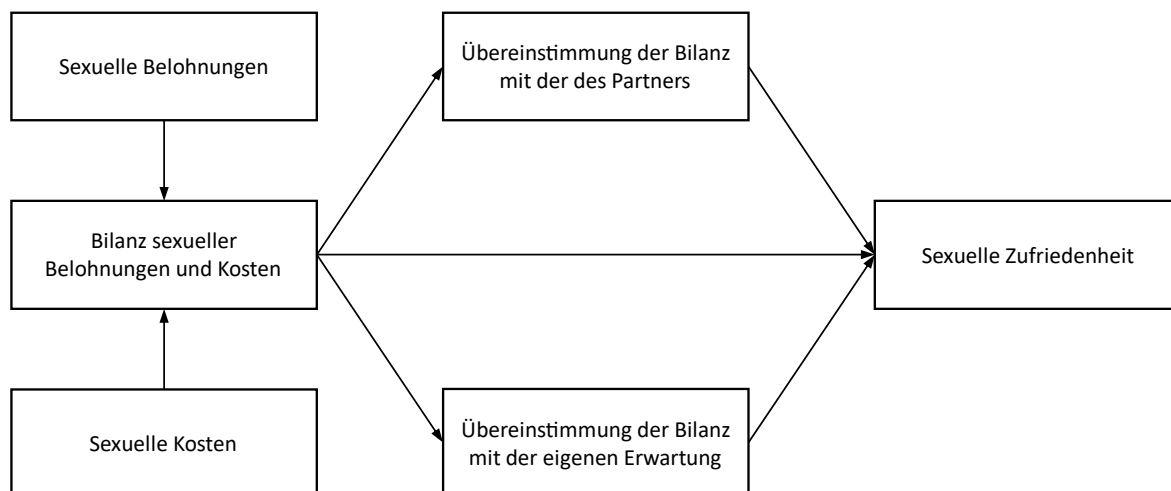 Sexuelle Belohnungen
Übereinstimmung der Bilanz
mit der des Partners
Bilanz sexueller
Belohnungen und Kosten
Sexuelle Zufriedenheit
Sexuelle Kosten
Übereinstimmung der Bilanz
mit der eigenen Erwartung